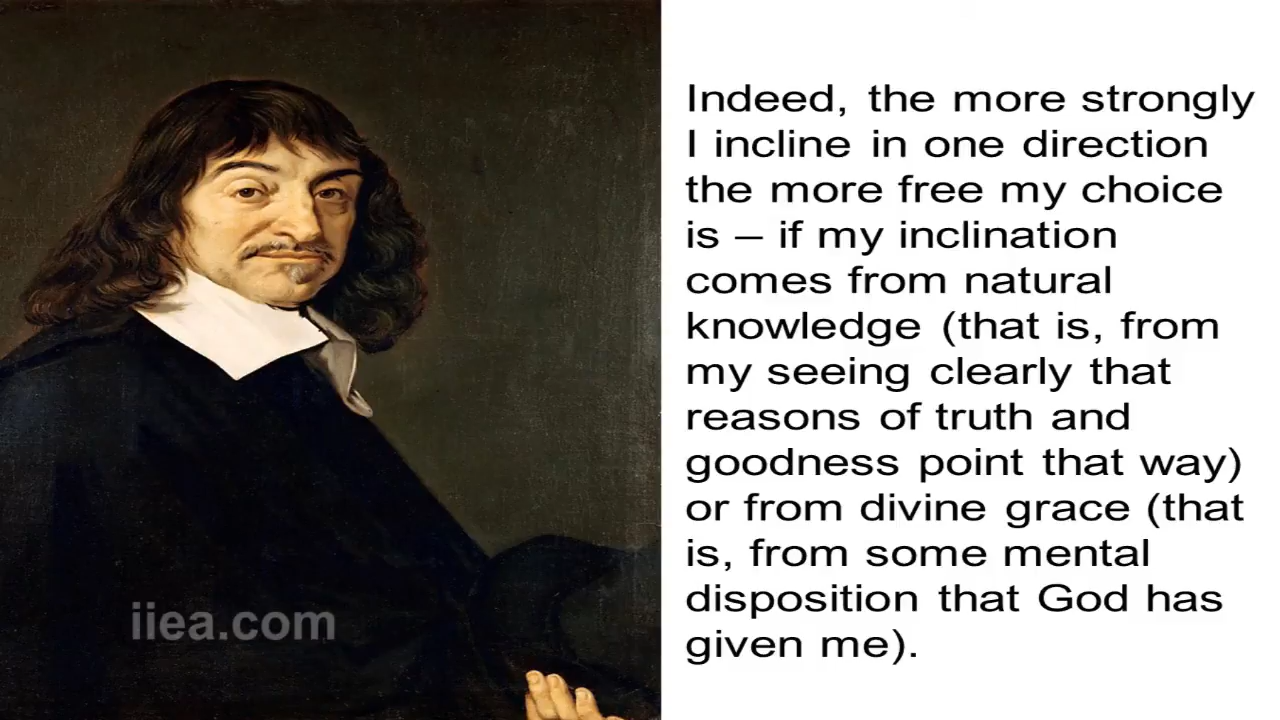 Indeed, the more strongly
I incline in one direction
the more free my choice
is – if my inclination
comes from natural
knowledge (that is, from
my seeing clearly that
reasons of truth and
goodness point that way)
or from divine grace (that
is, from some mental
disposition that God has
given me).
iiea.com